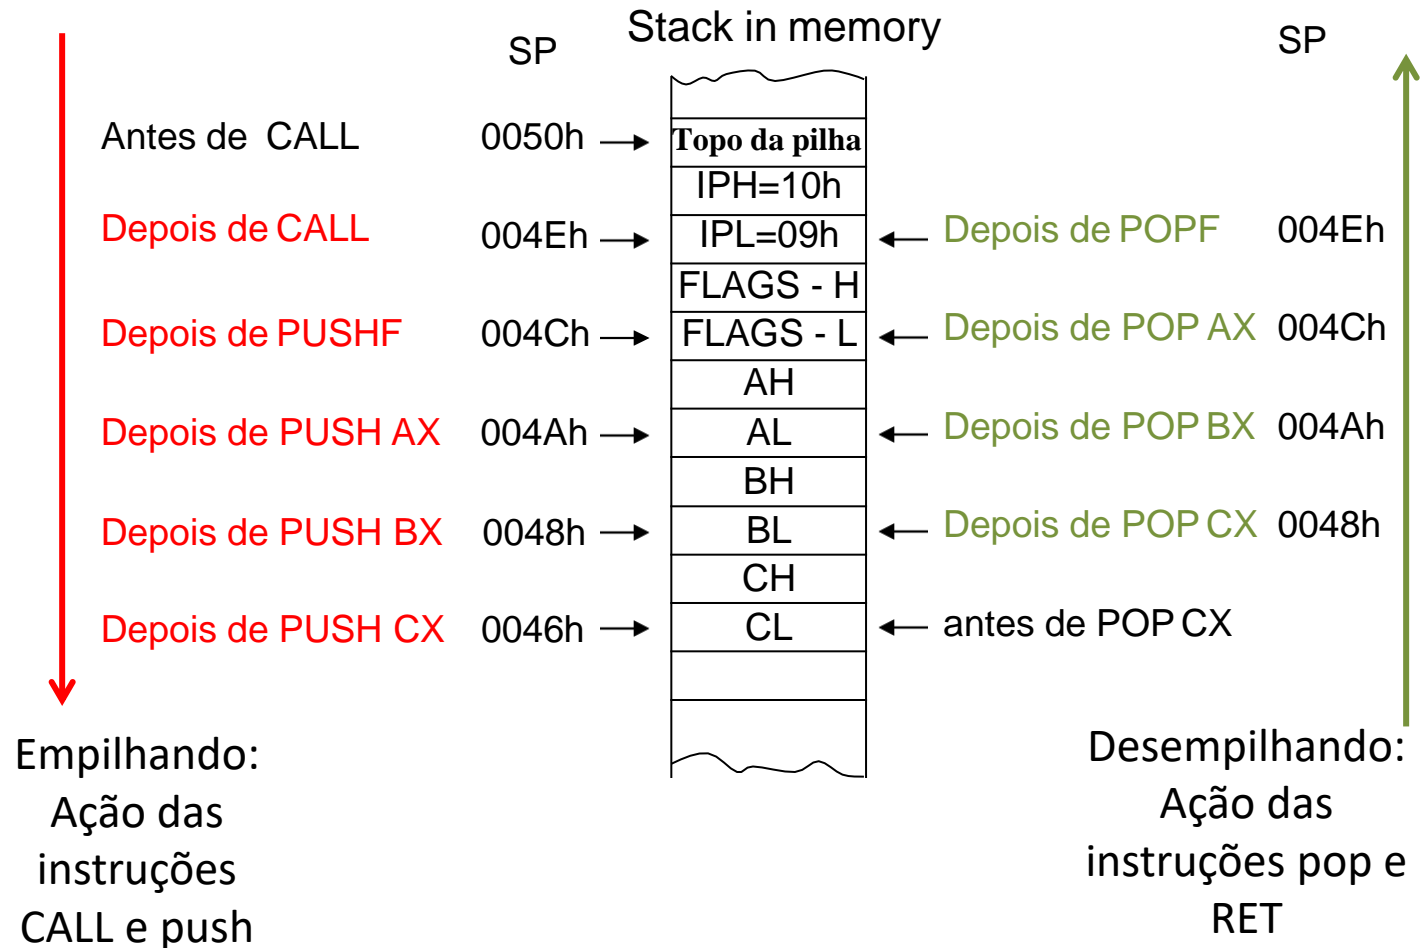 Stack in memory
SP
SP
Antes de CALL 0050h Topo da pilha
IPH=10h
Depois de CALL 004Eh IPL=09h Depois de POPF 004Eh
FLAGS - H
Depois de PUSHF 004Ch FLAGS - L Depois de POP AX 004Ch
AH
Depois de PUSH AX 004Ah AL Depois de POP BX 004Ah
BH
Depois de PUSH BX 0048h BL Depois de POP CX 0048h
CH
Depois de PUSH CX 0046h CL antes de POP CX
Empilhando:
Ação das
instruções
CALL e push
Desempilhando:
Ação das
instruções pop e
RET